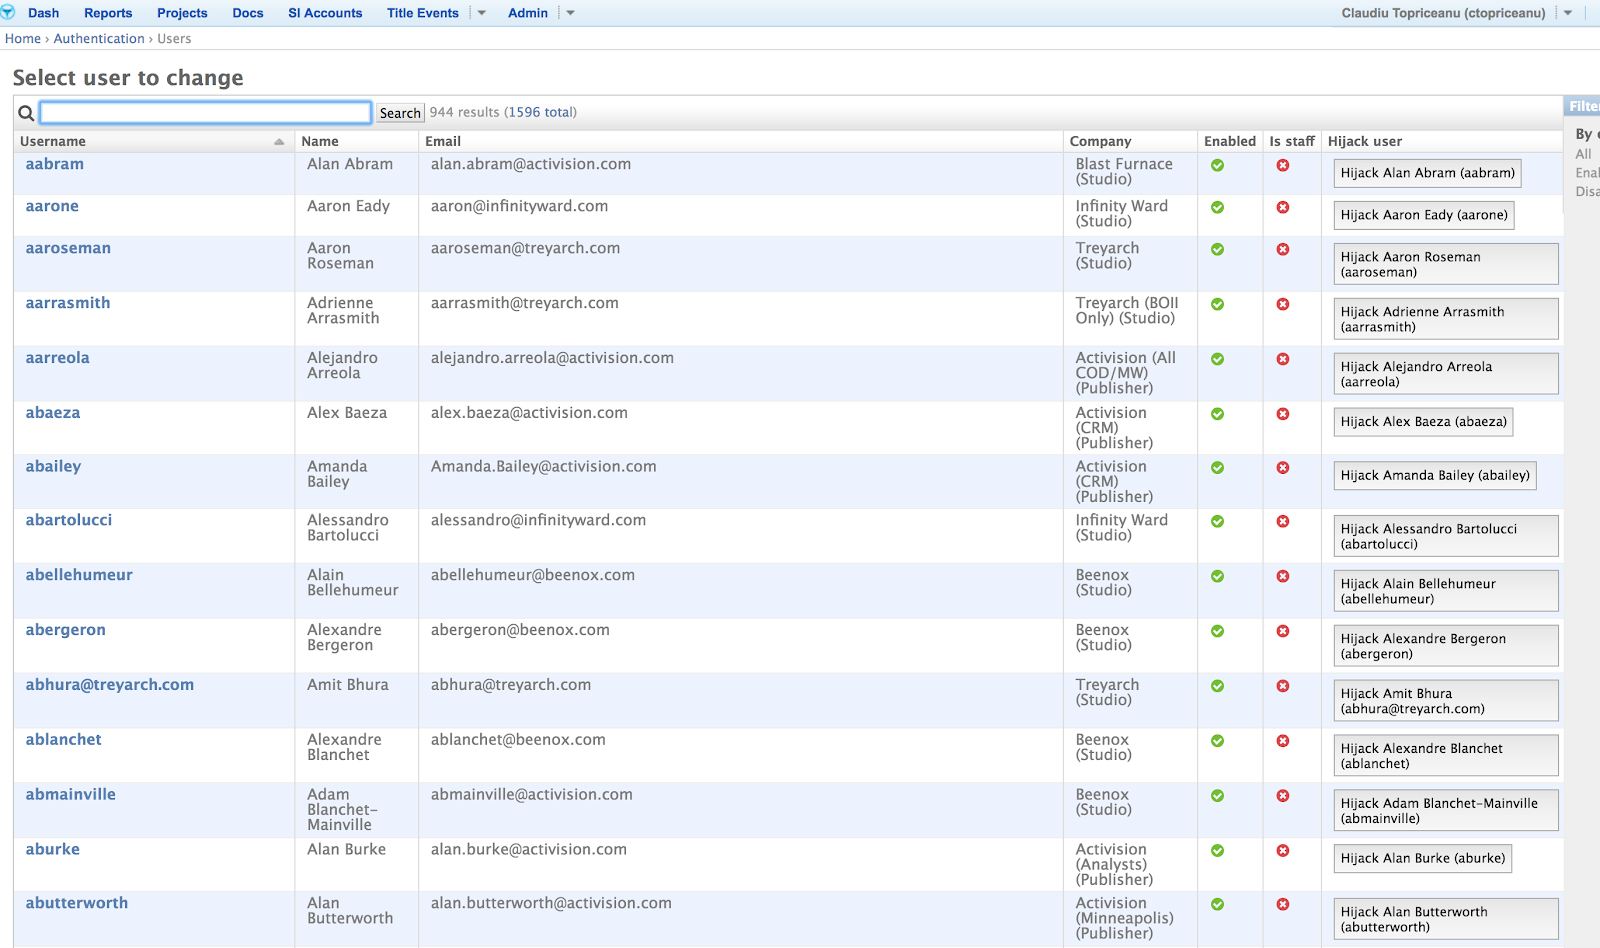 Dash Reports Projects Docs SI Accounts Title Events Admin Claudiu Topriceanu (ctopriceanu)
Home › Authentication › Users
Select user to change
Search 944 results (1596 total)
Filte
By
All
Enal
Disa
Username Name Email Company Enabled Is staff Hijack user
aabram Alan Abram alan.abram@activision.com Blast Furnace Hijack Alan Abram (aabram)
(Studio)
aarone Aaron Eady aaron@infinityward.com Infinity Ward Hijack Aaron Eady (aarone)
(Studio)
aaroseman Aaron aaroseman@treyarch.com Treyarch Hijack Aaron Roseman
Roseman (Studio) (aaroseman)
aarrasmith Adrienne aarrasmith@treyarch.com Treyarch (BOII Hijack Adrienne Arrasmith
Arrasmith Only) (Studio) (aarrasmith)
aarreola Alejandro alejandro.arreola@activision.com Activision (All Hijack Alejandro Arreola
Arreola COD/MW) (aarreola)
(Publisher)
abaeza Alex Baeza alex.baeza@activision.com Activision Hijack Alex Baeza (abaeza)
(CRM)
(Publisher)
abailey Amanda Amanda.Bailey@activision.com Activision Hijack Amanda Bailey (abailey)
Bailey (CRM)
(Publisher)
abartolucci Alessandro alessandro@infinityward.com Infinity Ward Hijack Alessandro Bartolucci
Bartolucci (Studio) (abartolucci)
abellehumeur Alain abellehumeur@beenox.com Beenox Hijack Alain Bellehumeur
Bellehumeur (Studio) (abellehumeur)
abergeron Alexandre abergeron@beenox.com Beenox Hijack Alexandre Bergeron
Bergeron (Studio) (abergeron)
abhura@treyarch.com Amit Bhura abhura@treyarch.com Treyarch Hijack Amit Bhura
(Studio) (abhura@treyarch.com)
ablanchet Alexandre ablanchet@beenox.com Beenox Hijack Alexandre Blanchet
Blanchet (Studio) (ablanchet)
abmainville Adam abmainville@activision.com Beenox Hijack Adam Blanchet-Mainville
Blanchet- (Studio) (abmainville)
Mainville
aburke Alan Burke alan.burke@activision.com Activision Hijack Alan Burke (aburke)
(Analysts)
(Publisher)
abutterworth Alan alan.butterworth@activision.com Activision Hijack Alan Butterworth
Butterworth (Minneapolis) (abutterworth)
(Publisher)